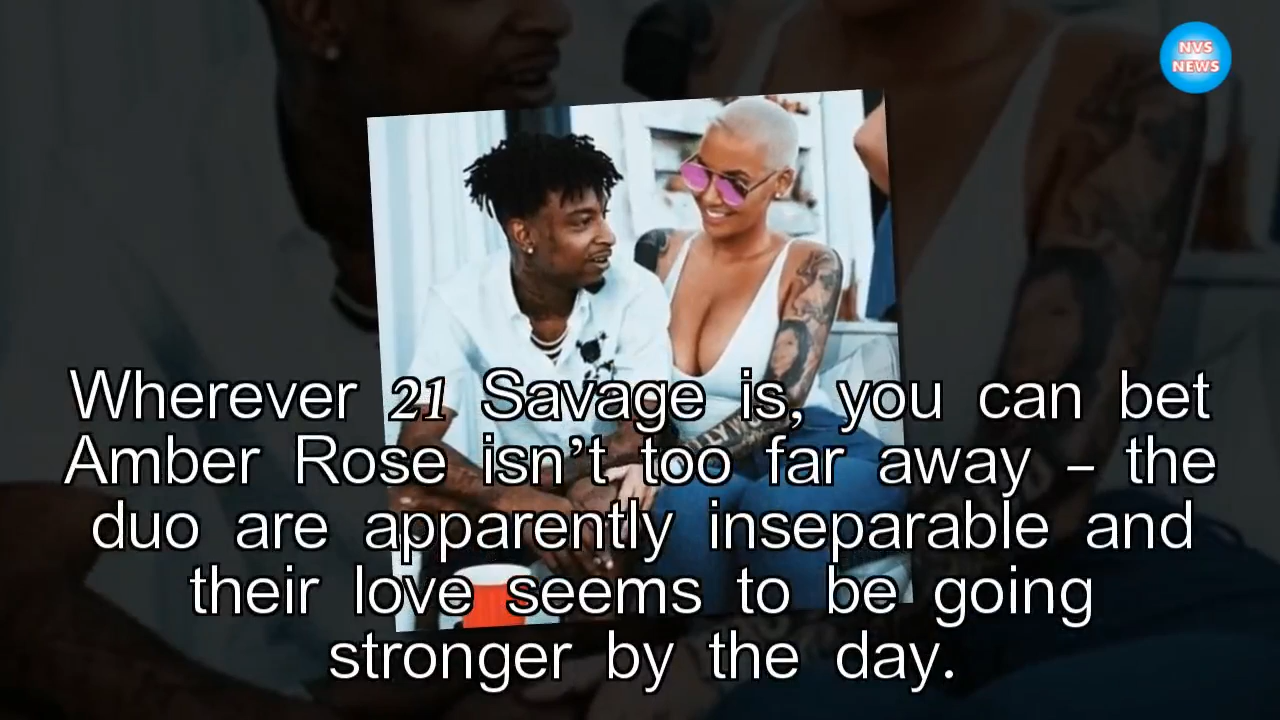 NVS
NEWS
Wherever 21 Savage is, you can bet
Amber Rose isn’t too far away – the
duo are apparently inseparable and
their love seems to be going
stronger by the day.